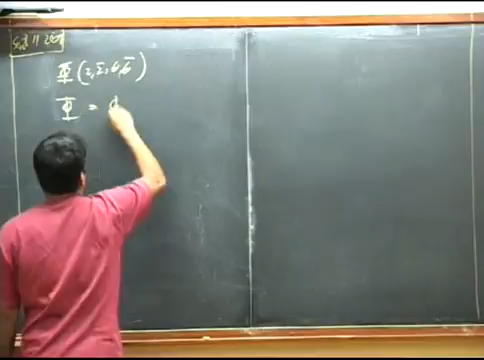 Φ(z, z̄, θ, θ̄)
Φ = φ